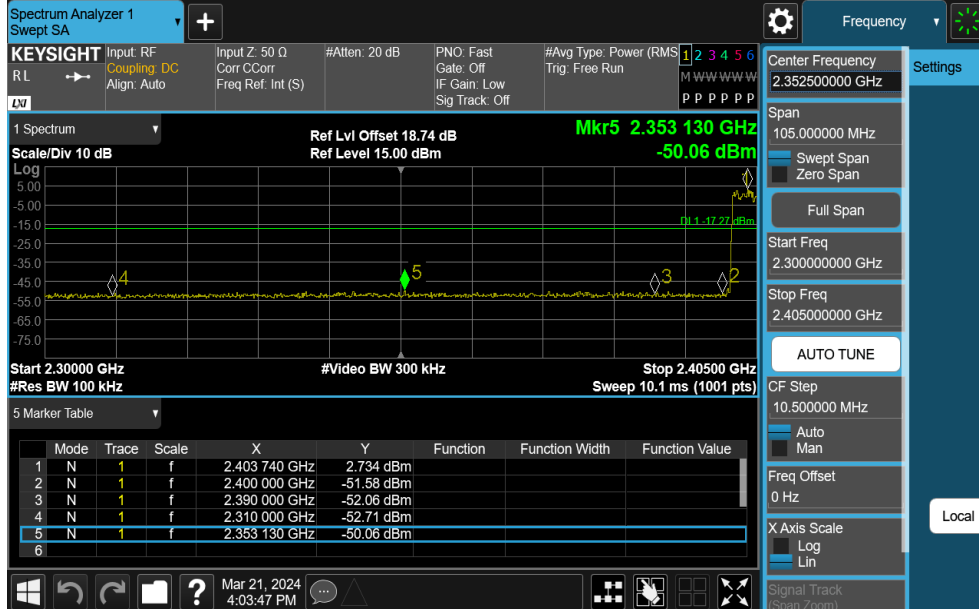 Spectrum Analyzer 1
Swept SA
+
Frequency
KEYSIGHT
R L
LXI
Input: RF
Coupling: DC
Align: Auto
Input Z: 50 Ω
Corr CCorr
Freq Ref: Int (S)
#Atten: 20 dB
PNO: Fast
Gate: Off
IF Gain: Low
Sig Track: Off
#Avg Type: Power (RMS
Trig: Free Run
1 2 3 4 5 6
M W W W W W
P P P P P P
Center Frequency
2.352500000 GHz
Settings
Span
105.000000 MHz
Swept Span
Zero Span
Full Span
Start Freq
2.300000000 GHz
Stop Freq
2.405000000 GHz
AUTO TUNE
CF Step
10.500000 MHz
Auto
Man
Freq Offset
0 Hz
X Axis Scale
Log
Lin
Signal Track
(Span Zoom)
Local
1 Spectrum
Scale/Div 10 dB
Ref Lvl Offset 18.74 dB
Ref Level 15.00 dBm
Mkr5 2.353 130 GHz
-50.06 dBm
Log
5.00
-5.00
-15.0
-25.0
-35.0
-45.0
-55.0
-65.0
-75.0
DL1 -17.27 dBm
4
5
3
2
Start 2.30000 GHz
#Res BW 100 kHz
#Video BW 300 kHz
Stop 2.40500 GHz
Sweep 10.1 ms (1001 pts)
5 Marker Table
Mode Trace Scale X Y Function Function Width Function Value
1 N 1 f 2.403 740 GHz 2.734 dBm
2 N 1 f 2.400 000 GHz -51.58 dBm
3 N 1 f 2.390 000 GHz -52.06 dBm
4 N 1 f 2.310 000 GHz -52.71 dBm
5 N 1 f 2.353 130 GHz -50.06 dBm
6
?
Mar 21, 2024
4:03:47 PM